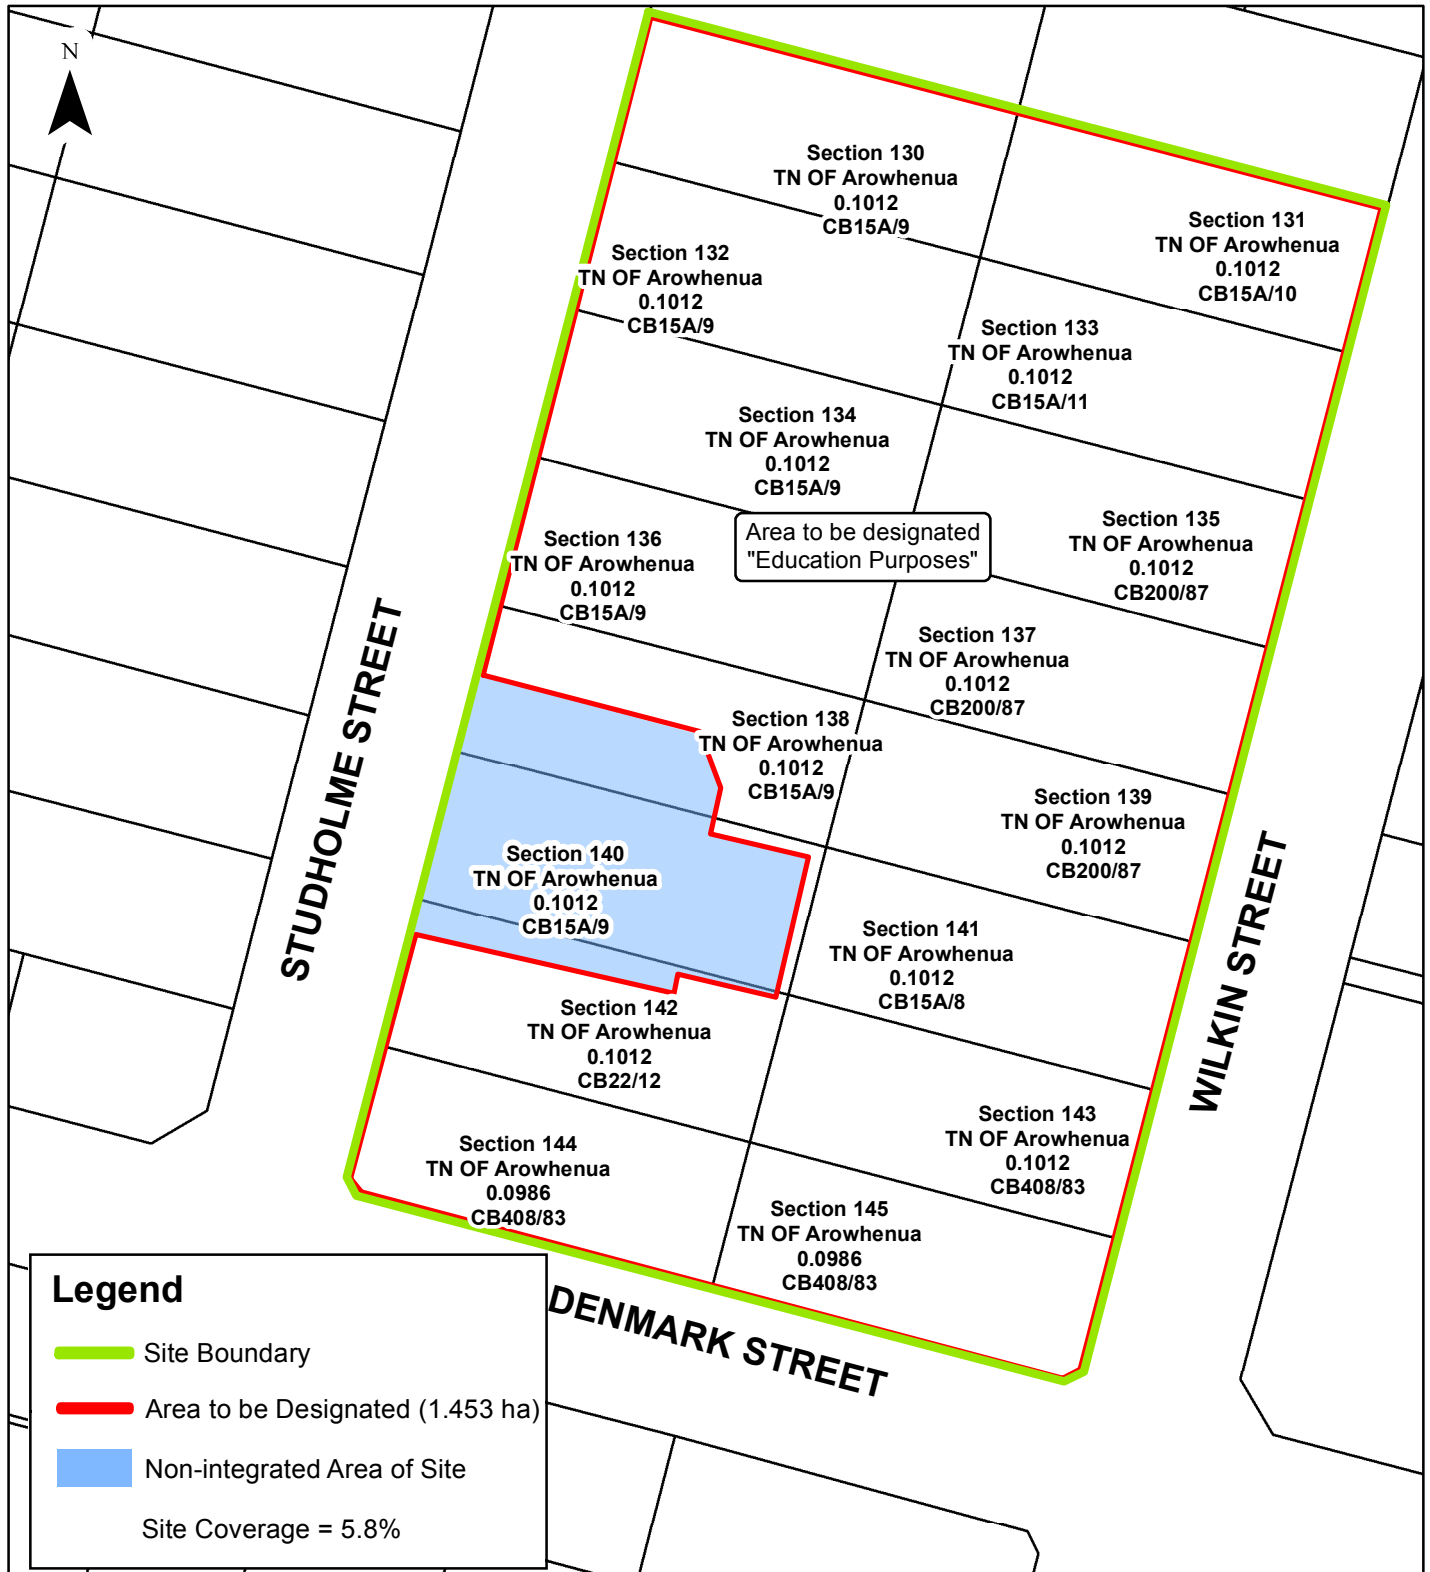 N
Section 130
TN OF Arowhenua
0.1012
CB15A/9
Section 131
TN OF Arowhenua
0.1012
CB15A/10
Section 132
TN OF Arowhenua
0.1012
CB15A/9
Section 133
TN OF Arowhenua
0.1012
CB15A/11
Section 134
TN OF Arowhenua
0.1012
CB15A/9
Area to be designated
"Education Purposes"
Section 135
TN OF Arowhenua
0.1012
CB200/87
Section 136
TN OF Arowhenua
0.1012
CB15A/9
Section 137
TN OF Arowhenua
0.1012
CB200/87
Section 138
TN OF Arowhenua
0.1012
CB15A/9
Section 139
TN OF Arowhenua
0.1012
CB200/87
STUDHOLME STREET
Section 140
TN OF Arowhenua
0.1012
CB15A/9
Section 141
TN OF Arowhenua
0.1012
CB15A/8
WILKIN STREET
Section 142
TN OF Arowhenua
0.1012
CB22/12
Section 143
TN OF Arowhenua
0.1012
CB408/83
Section 144
TN OF Arowhenua
0.0986
CB408/83
Section 145
TN OF Arowhenua
0.0986
CB408/83
DENMARK STREET
Legend
Site Boundary
Area to be Designated (1.453 ha)
Non-integrated Area of Site
Site Coverage = 5.8%